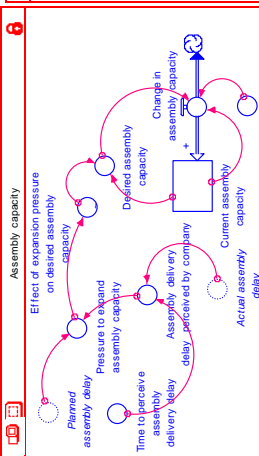 Assembly capacity
Effect of expansion pressure
on desired assembly
capacity
Desired assembly
capacity
Change in
assembly capacity
+
Current assembly
capacity
Planned
assembly delay
Pressure to expand
assembly capacity
Time to perceive
assembly
delivery delay
Assembly delivery
delay perceived by company
Actual assembly
delay